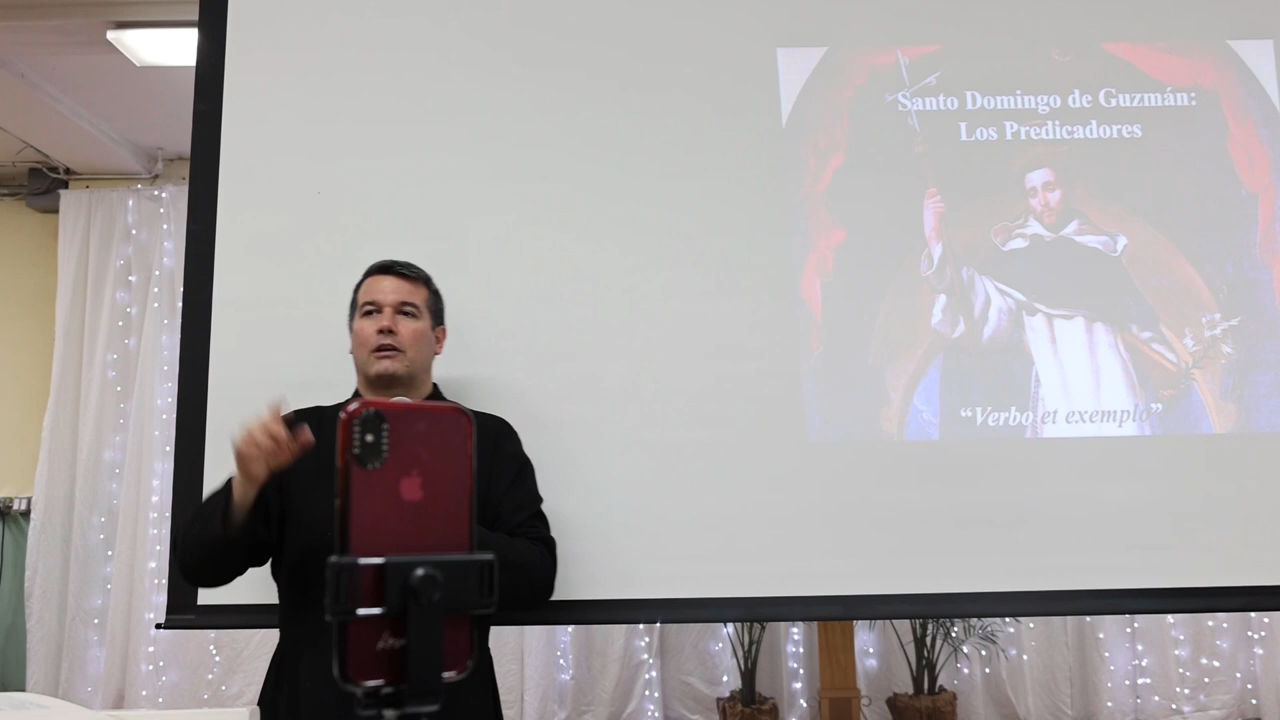 Santo Domingo de Guzmán:
Los Predicadores
“Verbo et exemplo”